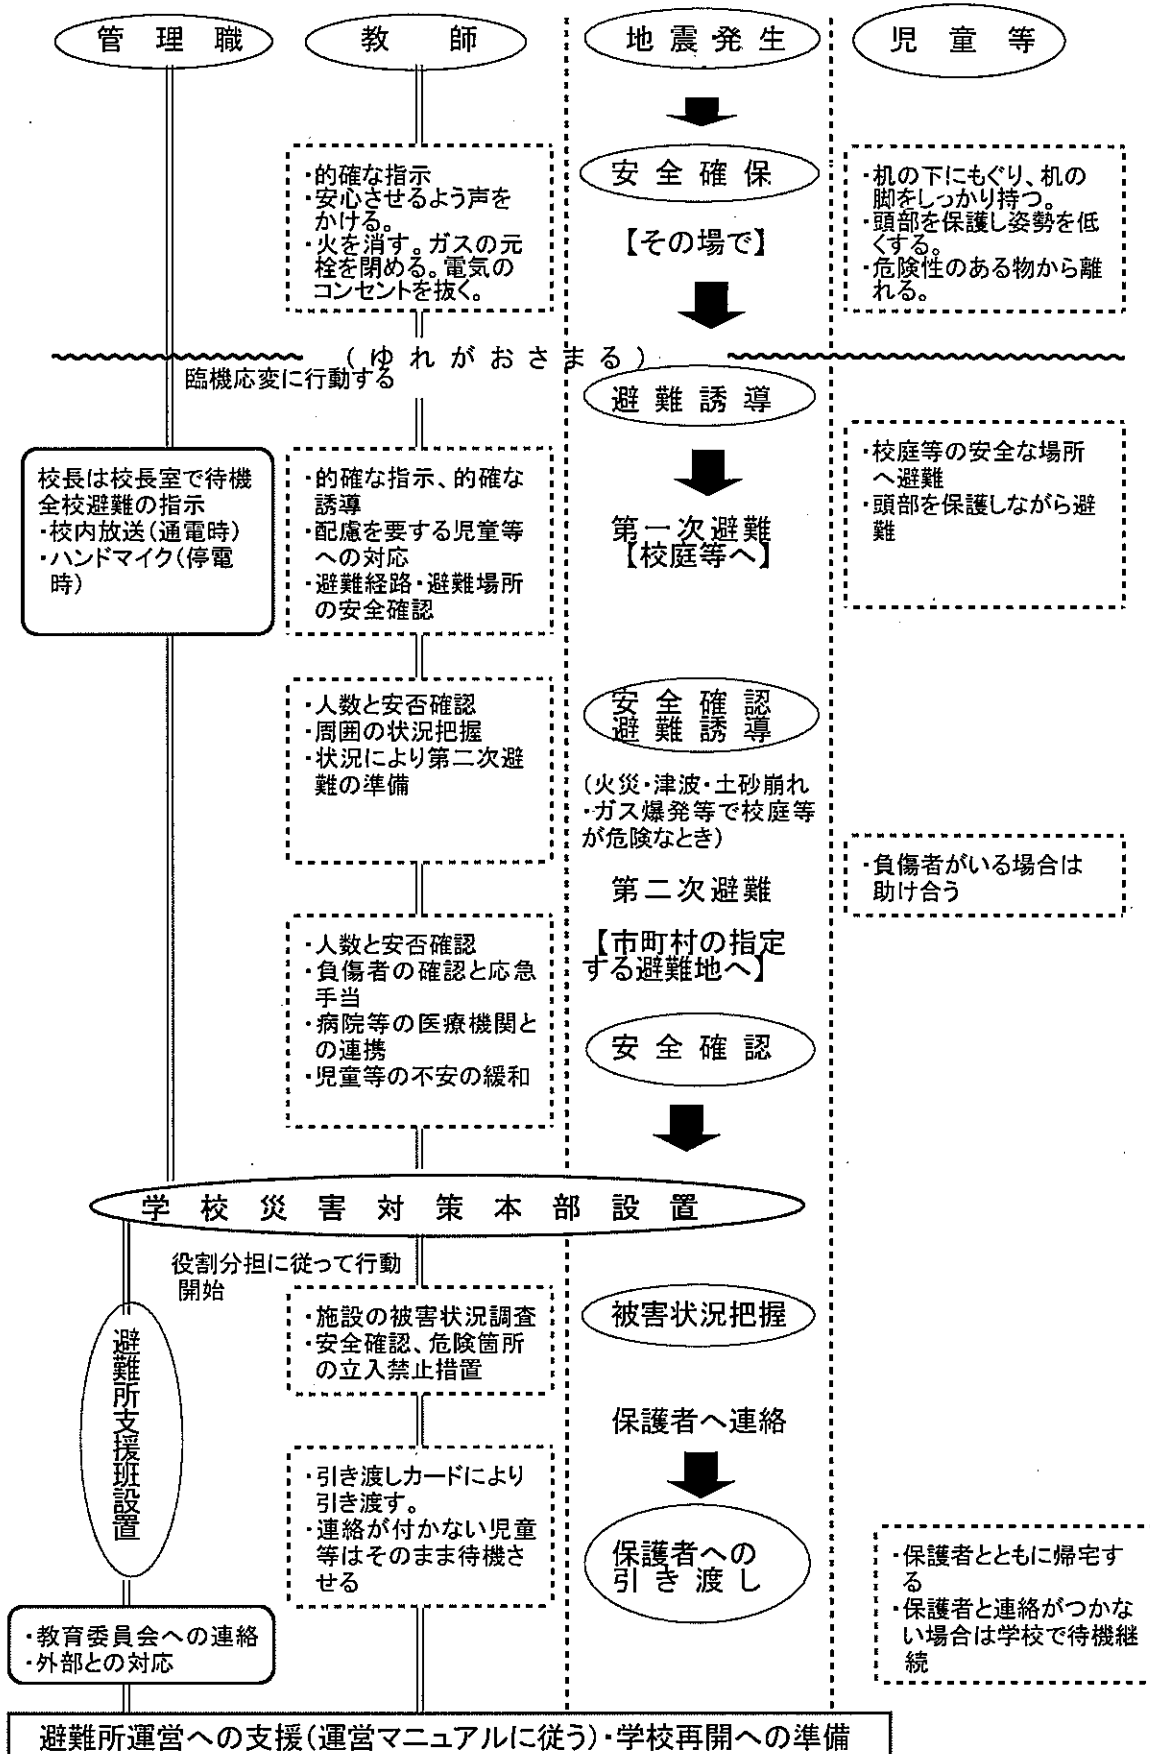 管理職
教師
地震発生
児童等
・的確な指示
・安心させるよう声を
かける。
・火を消す。ガスの元
栓を閉める。電気の
コンセントを抜く。
安全確保
【その場で】
・机の下にもぐり、机の
脚をしっかり持つ。
・頭部を保護し姿勢を低
くする。
・危険性のある物から離
れる。
(ゆれがおさまる)
臨機応変に行動する
避難誘導
校長は校長室で待機
全校避難の指示
・校内放送(通電時)
・ハンドマイク(停電
時)
・的確な指示、的確な
誘導
・配慮を要する児童等
への対応
・避難経路・避難場所
の安全確認
第一次避難
【校庭等へ】
・校庭等の安全な場所
へ避難
・頭部を保護しながら避
難
・人数と安否確認
・周囲の状況把握
・状況により第二次避
難の準備
安全確認
避難誘導
(火災・津波・土砂崩れ
・ガス爆発等で校庭等
が危険なとき)
第二次避難
【市町村の指定
する避難地へ】
・負傷者がいる場合は
助け合う
・人数と安否確認
・負傷者の確認と応急
手当
・病院等の医療機関と
の連携
・児童等の不安の緩和
安全確認
学校災害対策本部設置
役割分担に従って行動
開始
避難所支援班設置
・施設の被害状況調査
・安全確認、危険箇所
の立入禁止措置
被害状況把握
保護者へ連絡
・引き渡しカードにより
引き渡す。
・連絡が付かない児童
等はそのまま待機さ
せる
保護者への
引き渡し
・保護者とともに帰宅す
る
・保護者と連絡がつかな
い場合は学校で待機継
続
・教育委員会への連絡
・外部との対応
避難所運営への支援(運営マニュアルに従う)・学校再開への準備